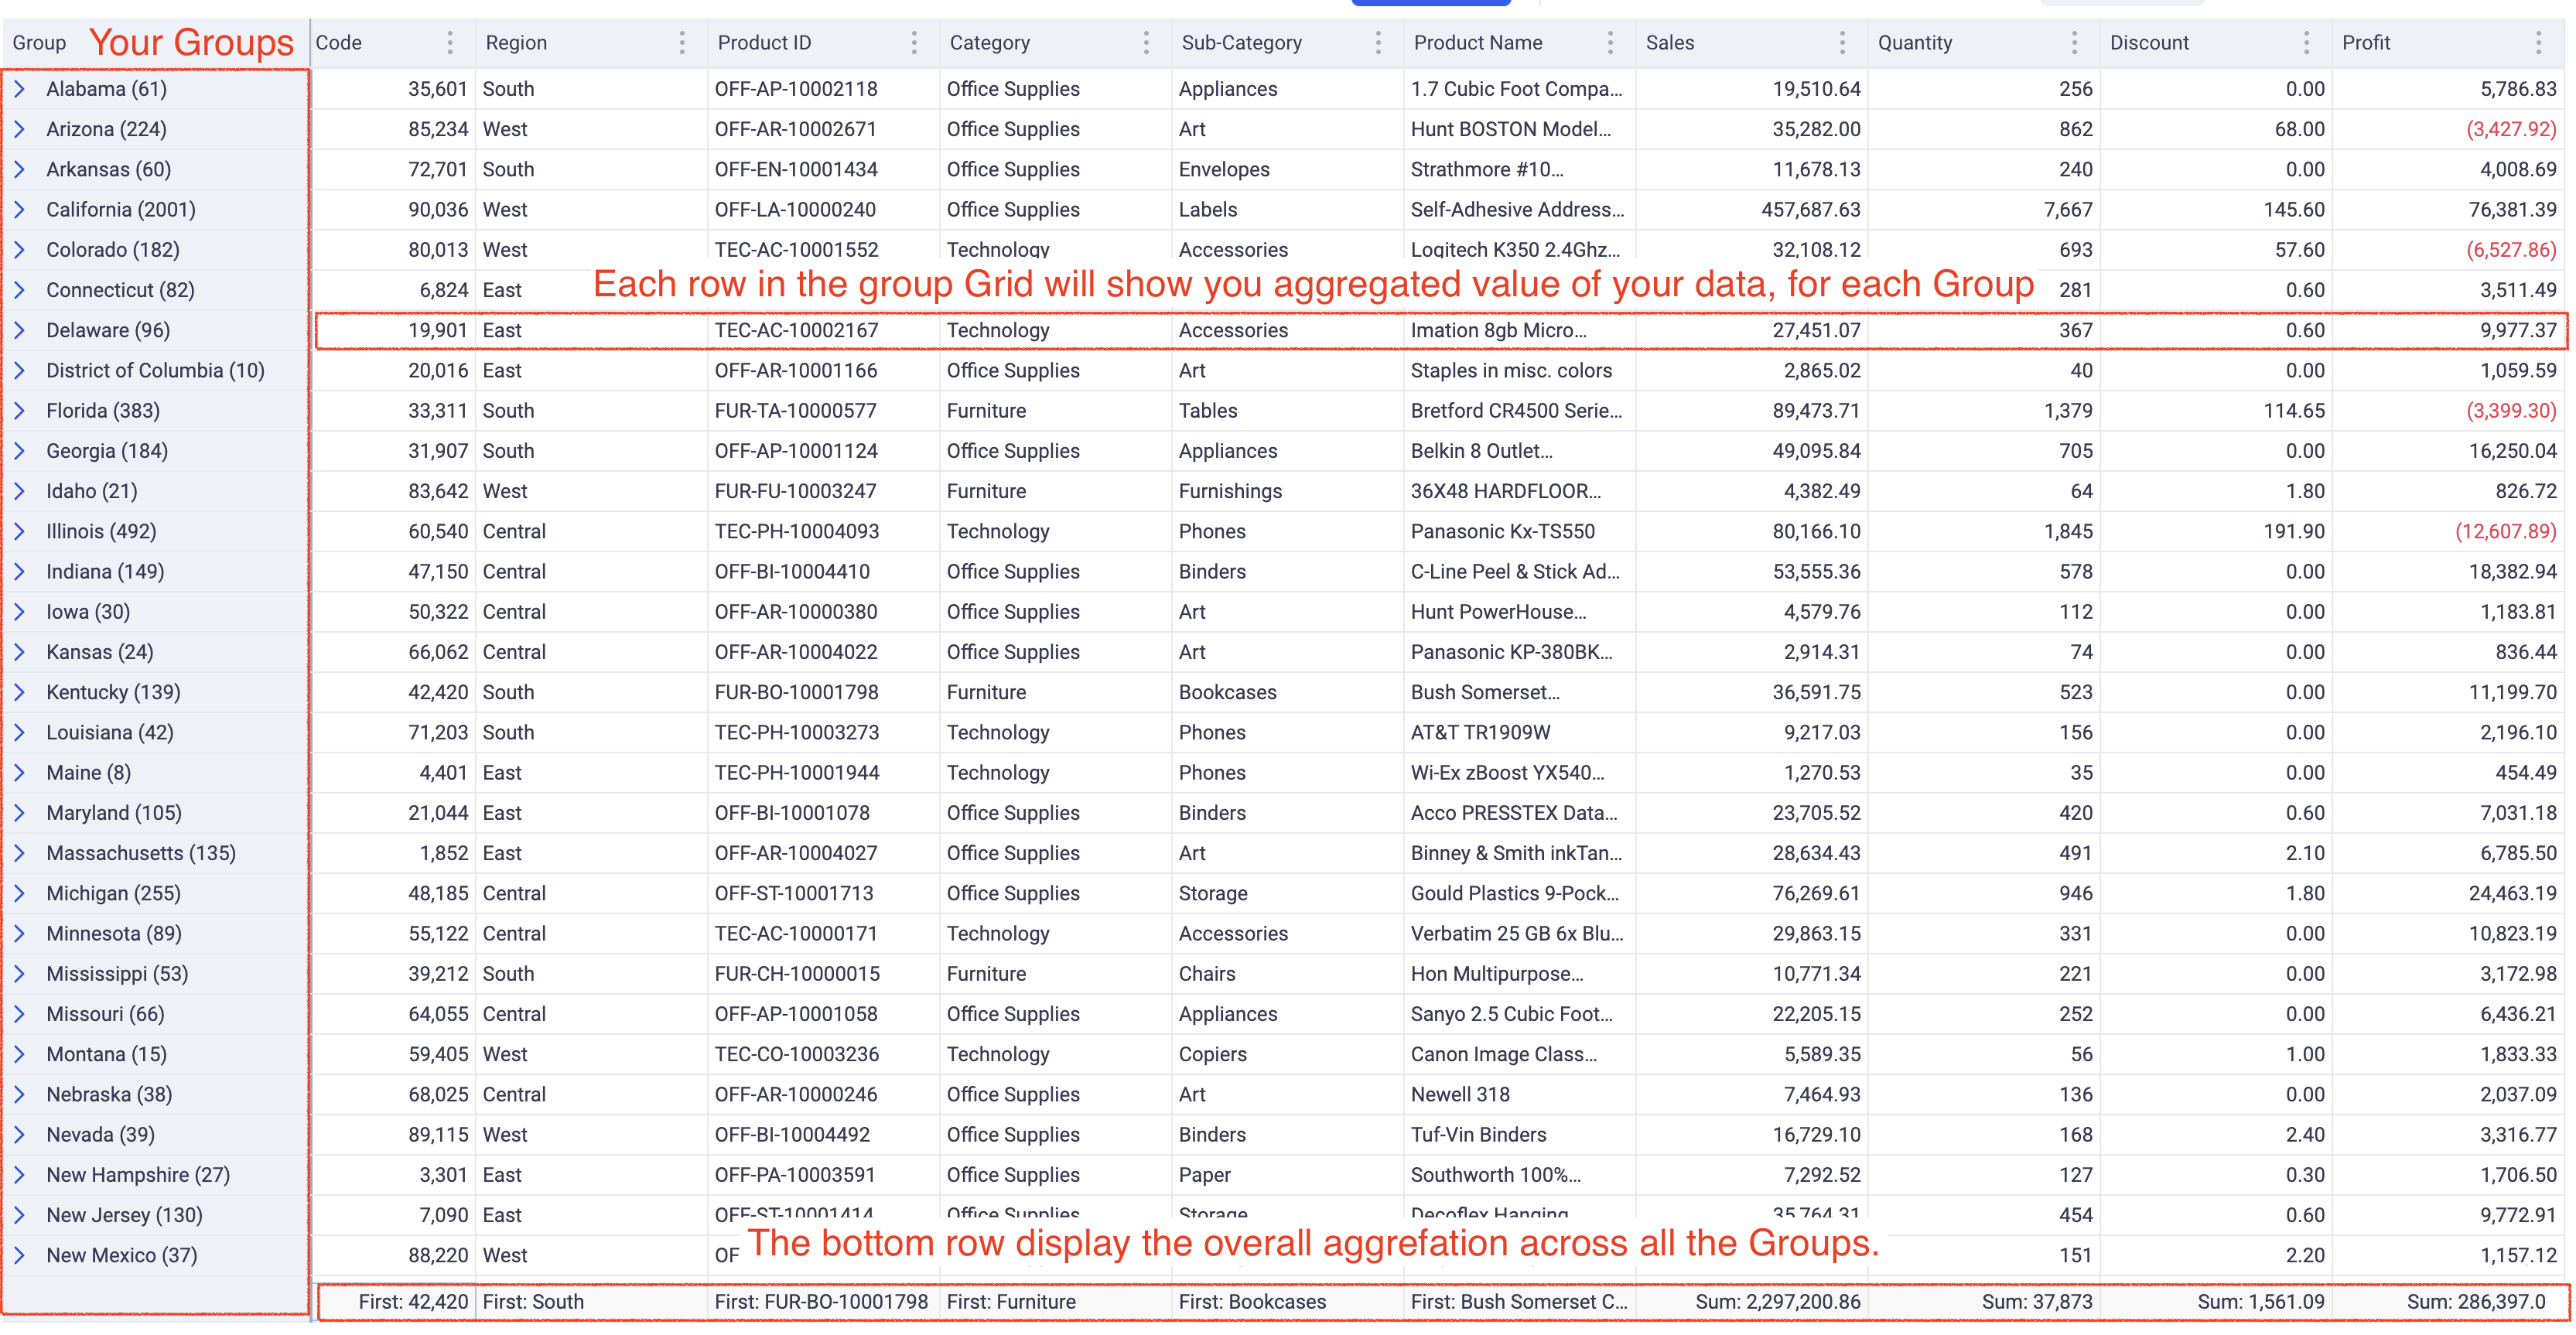 Group Your Groups Code Region Product ID Category Sub-Category Product Name Sales Quantity Discount Profit
Alabama (61) 35,601 South OFF-AP-10002118 Office Supplies Appliances 1.7 Cubic Foot Compa... 19,510.64 256 0.00 5,786.83
Arizona (224) 85,234 West OFF-AR-10002671 Office Supplies Art Hunt BOSTON Model... 35,282.00 862 68.00 (3,427.92)
Arkansas (60) 72,701 South OFF-EN-10001434 Office Supplies Envelopes Strathmore #10... 11,678.13 240 0.00 4,008.69
California (2001) 90,036 West OFF-LA-10000240 Office Supplies Labels Self-Adhesive Address... 457,687.63 7,667 145.60 76,381.39
Colorado (182) 80,013 West TEC-AC-10001552 Technology Accessories Logitech K350 2.4Ghz... 32,108.12 693 57.60 (6,527.86)
Each row in the group Grid will show you aggregated value of your data, for each Group
Connecticut (82) 6,824 East 281 0.60 3,511.49
Delaware (96) 19,901 East TEC-AC-10002167 Technology Accessories Imation 8gb Micro... 27,451.07 367 0.60 9,977.37
District of Columbia (10) 20,016 East OFF-AR-10001166 Office Supplies Art Staples in misc. colors 2,865.02 40 0.00 1,059.59
Florida (383) 33,311 South FUR-TA-10000577 Furniture Tables Bretford CR4500 Serie... 89,473.71 1,379 114.65 (3,399.30)
Georgia (184) 31,907 South OFF-AP-10001124 Office Supplies Appliances Belkin 8 Outlet... 49,095.84 705 0.00 16,250.04
Idaho (21) 83,642 West FUR-FU-10003247 Furniture Furnishings 36X48 HARDFLOOR... 4,382.49 64 1.80 826.72
Illinois (492) 60,540 Central TEC-PH-10004093 Technology Phones Panasonic Kx-TS550 80,166.10 1,845 191.90 (12,607.89)
Indiana (149) 47,150 Central OFF-BI-10004410 Office Supplies Binders C-Line Peel & Stick Ad... 53,555.36 578 0.00 18,382.94
Iowa (30) 50,322 Central OFF-AR-10000380 Office Supplies Art Hunt PowerHouse... 4,579.76 112 0.00 1,183.81
Kansas (24) 66,062 Central OFF-AR-10004022 Office Supplies Art Panasonic KP-380BK... 2,914.31 74 0.00 836.44
Kentucky (139) 42,420 South FUR-BO-10001798 Furniture Bookcases Bush Somerset... 36,591.75 523 0.00 11,199.70
Louisiana (42) 71,203 South TEC-PH-10003273 Technology Phones AT&T TR1909W 9,217.03 156 0.00 2,196.10
Maine (8) 4,401 East TEC-PH-10001944 Technology Phones Wi-Ex zBoost YX540... 1,270.53 35 0.00 454.49
Maryland (105) 21,044 East OFF-BI-10001078 Office Supplies Binders Acco PRESSTEX Data... 23,705.52 420 0.60 7,031.18
Massachusetts (135) 1,852 East OFF-AR-10004027 Office Supplies Art Binney & Smith inkTan... 28,634.43 491 2.10 6,785.50
Michigan (255) 48,185 Central OFF-ST-10001713 Office Supplies Storage Gould Plastics 9-Pock... 76,269.61 946 1.80 24,463.19
Minnesota (89) 55,122 Central TEC-AC-10000171 Technology Accessories Verbatim 25 GB 6x Blu... 29,863.15 331 0.00 10,823.19
Mississippi (53) 39,212 South FUR-CH-10000015 Furniture Chairs Hon Multipurpose... 10,771.34 221 0.00 3,172.98
Missouri (66) 64,055 Central OFF-AP-10001058 Office Supplies Appliances Sanyo 2.5 Cubic Foot... 22,205.15 252 0.00 6,436.21
Montana (15) 59,405 West TEC-CO-10003236 Technology Copiers Canon Image Class... 5,589.35 56 1.00 1,833.33
Nebraska (38) 68,025 Central OFF-AR-10000246 Office Supplies Art Newell 318 7,464.93 136 0.00 2,037.09
Nevada (39) 89,115 West OFF-BI-10004492 Office Supplies Binders Tuf-Vin Binders 16,729.10 168 2.40 3,316.77
New Hampshire (27) 3,301 East OFF-PA-10003591 Office Supplies Paper Southworth 100%... 7,292.52 127 0.30 1,706.50
New Jersey (130) 7,090 East OFF-ST-10001414 Office Supplies Storage Decoflex Hanging 35,764.31 454 0.60 9,772.91
The bottom row display the overall aggrefation across all the Groups.
New Mexico (37) 88,220 West OF 151 2.20 1,157.12
First: 42,420 First: South First: FUR-BO-10001798 First: Furniture First: Bookcases First: Bush Somerset C... Sum: 2,297,200.86 Sum: 37,873 Sum: 1,561.09 Sum: 286,397.0